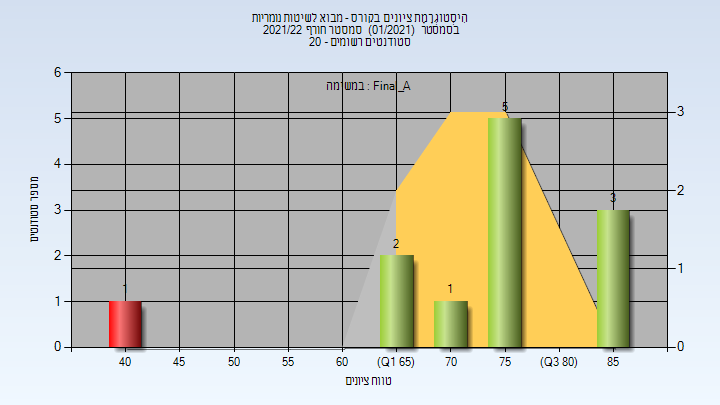 היסטוגרמת ציונים בקורס - מבוא לשיטות נומריות
בסמסטר (01/2021) סמסטר חורף 2021/22
סטודנטים רשומים - 20
במשימה : Final_A
מספר סטודנטים
6
5
4
3
2
1
0
3
2
1
0
1
2
1
5
3
40 45 50 55 60 (Q1 65) 70 75 (Q3 80) 85
טווח ציונים